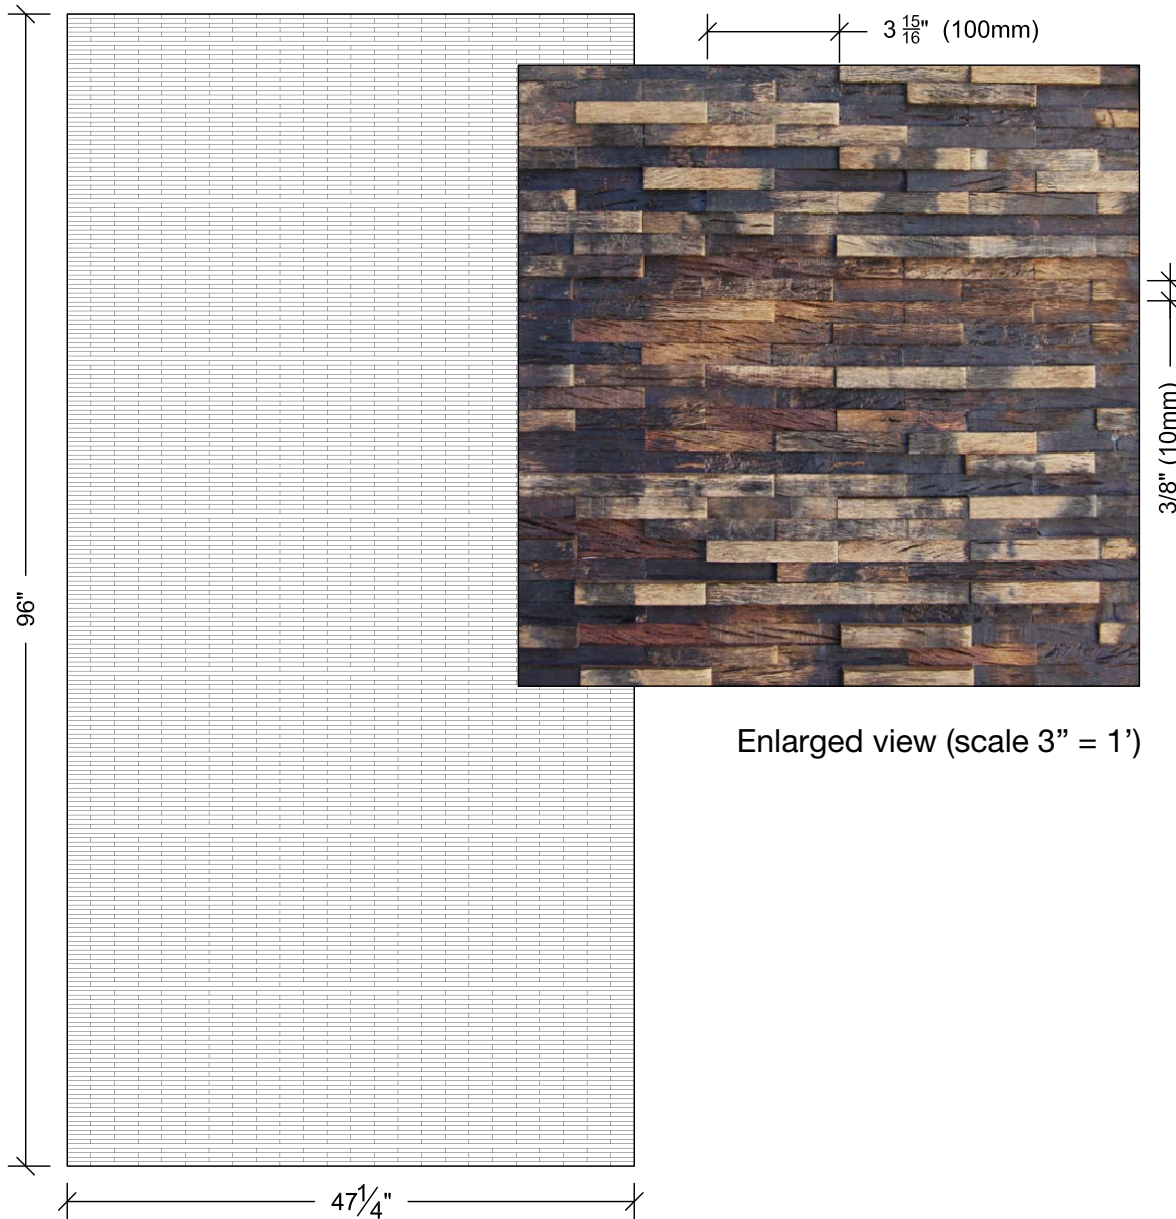 3 15/16" (100mm)
96"
3/8" (10mm)
Enlarged view (scale 3” = 1’)
47 1/4"